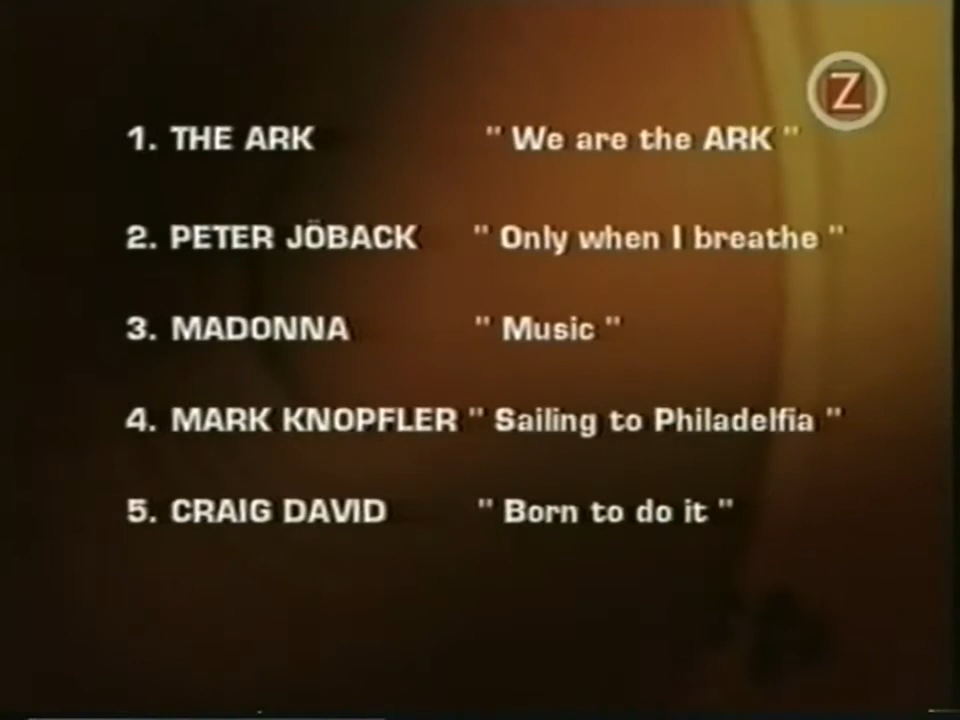 Z
1. THE ARK " We are the ARK "
2. PETER JÖBACK " Only when I breathe "
3. MADONNA " Music "
4. MARK KNOPFLER " Sailing to Philadelfia "
5. CRAIG DAVID " Born to do it "